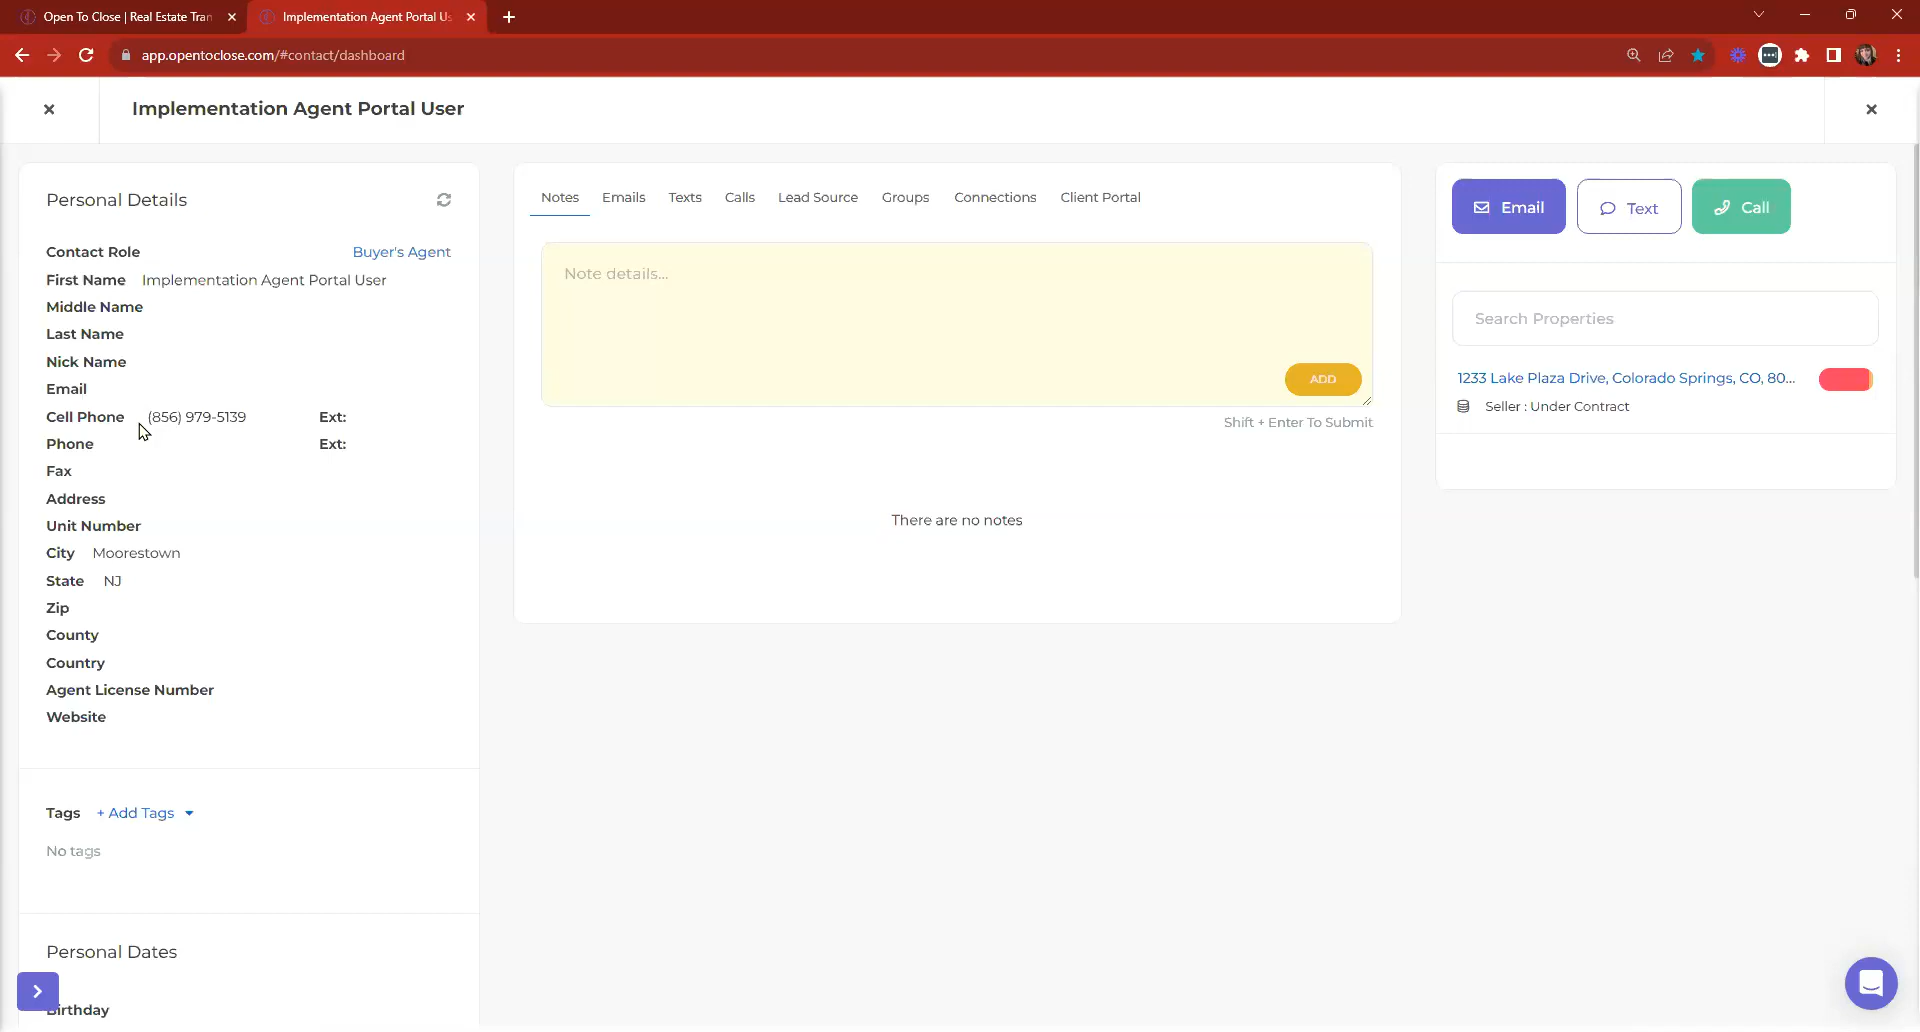 Open To Close | Real Estate Tran
Implementation Agent Portal Us
app.opentoclose.com/#contact/dashboard
Implementation Agent Portal User
Personal Details
Contact Role Buyer's Agent
First Name Implementation Agent Portal User
Middle Name
Last Name
Nick Name
Email
Cell Phone (856) 979-5139 Ext:
Phone Ext:
Fax
Address
Unit Number
City Moorestown
State NJ
Zip
County
Country
Agent License Number
Website
Tags + Add Tags
No tags
Personal Dates
Birthday
Notes Emails Texts Calls Lead Source Groups Connections Client Portal
Note details...
ADD
Shift + Enter To Submit
There are no notes
Email Text Call
Search Properties
1233 Lake Plaza Drive, Colorado Springs, CO, 80...
Seller : Under Contract